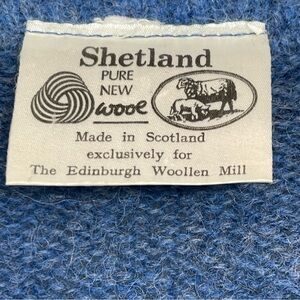 Shetland
PURE
NEW
wool
Made in Scotland
exclusively for
The Edinburgh Woollen Mill